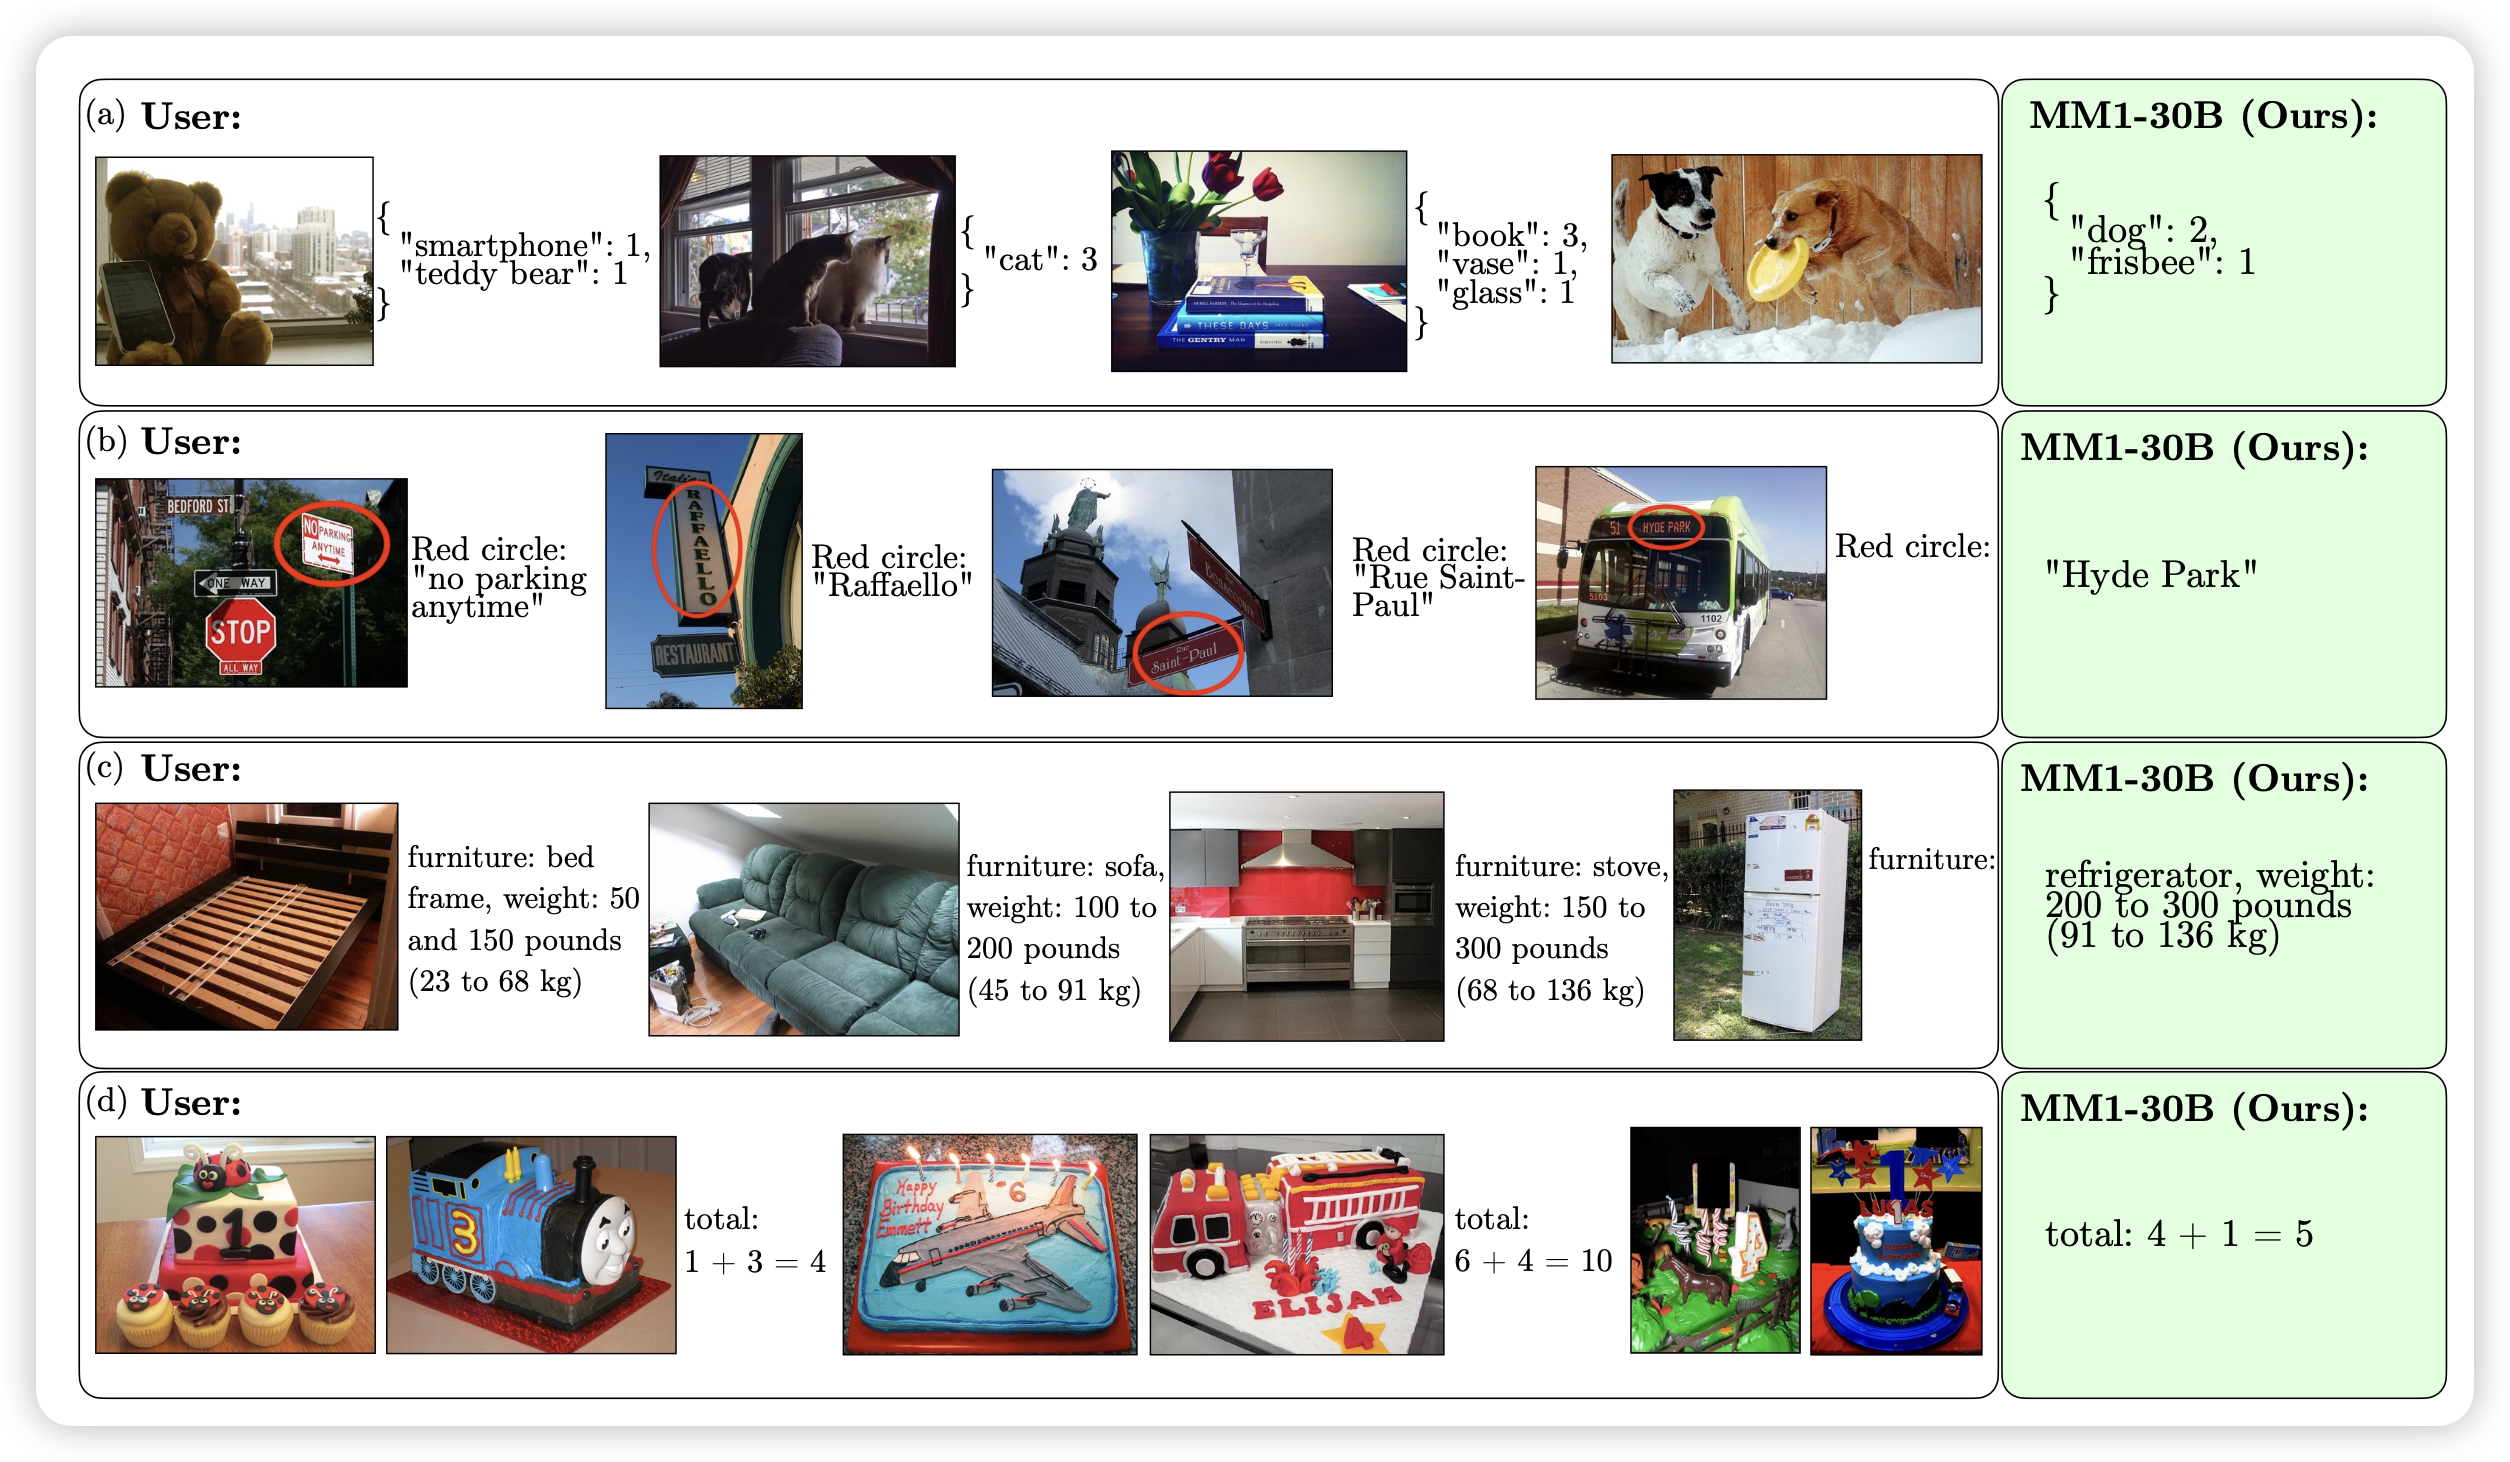 (a) User:
{
"smartphone": 1,
"teddy bear": 1
}
{
"cat": 3
}
THESE DAYS
THE GENTRY MAN
{
"book": 3,
"vase": 1,
"glass": 1
}
MM1-30B (Ours):
{
"dog": 2,
"frisbee": 1
}
(b) User:
BEDFORD ST
NO PARKING
ANYTIME
ONE WAY
STOP
ALL WAY
Red circle:
"no parking
anytime"
Italian
RAFFAELLO
RESTAURANT
Red circle:
"Raffaello"
Rue
Saint-Paul
Red circle:
"Rue Saint-
Paul"
51 HYDE PARK
5103
1102
Red circle:
MM1-30B (Ours):
"Hyde Park"
(c) User:
furniture: bed
frame, weight: 50
and 150 pounds
(23 to 68 kg)
furniture: sofa,
weight: 100 to
200 pounds
(45 to 91 kg)
furniture: stove,
weight: 150 to
300 pounds
(68 to 136 kg)
furniture:
MM1-30B (Ours):
refrigerator, weight:
200 to 300 pounds
(91 to 136 kg)
(d) User:
1
3
total:
1 + 3 = 4
Happy
Birthday
Emmett
6
ELIJAH
4
total:
6 + 4 = 10
4
1
LUCAS
1
MM1-30B (Ours):
total: 4 + 1 = 5